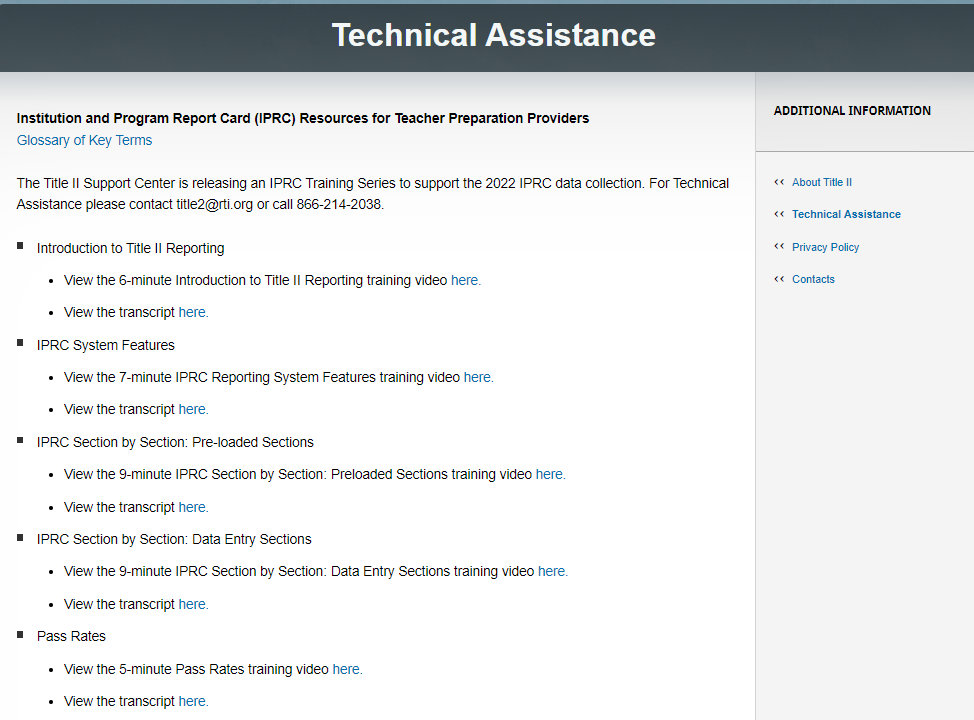 Technical Assistance
Institution and Program Report Card (IPRC) Resources for Teacher Preparation Providers
Glossary of Key Terms
The Title II Support Center is releasing an IPRC Training Series to support the 2022 IPRC data collection. For Technical
Assistance please contact title2@rti.org or call 866-214-2038.
Introduction to Title II Reporting
View the 6-minute Introduction to Title II Reporting training video here.
View the transcript here.
IPRC System Features
View the 7-minute IPRC Reporting System Features training video here.
View the transcript here.
IPRC Section by Section: Pre-loaded Sections
View the 9-minute IPRC Section by Section: Preloaded Sections training video here.
View the transcript here.
IPRC Section by Section: Data Entry Sections
View the 9-minute IPRC Section by Section: Data Entry Sections training video here.
View the transcript here.
Pass Rates
View the 5-minute Pass Rates training video here.
View the transcript here.
ADDITIONAL INFORMATION
‹‹ About Title II
‹‹ Technical Assistance
‹‹ Privacy Policy
‹‹ Contacts